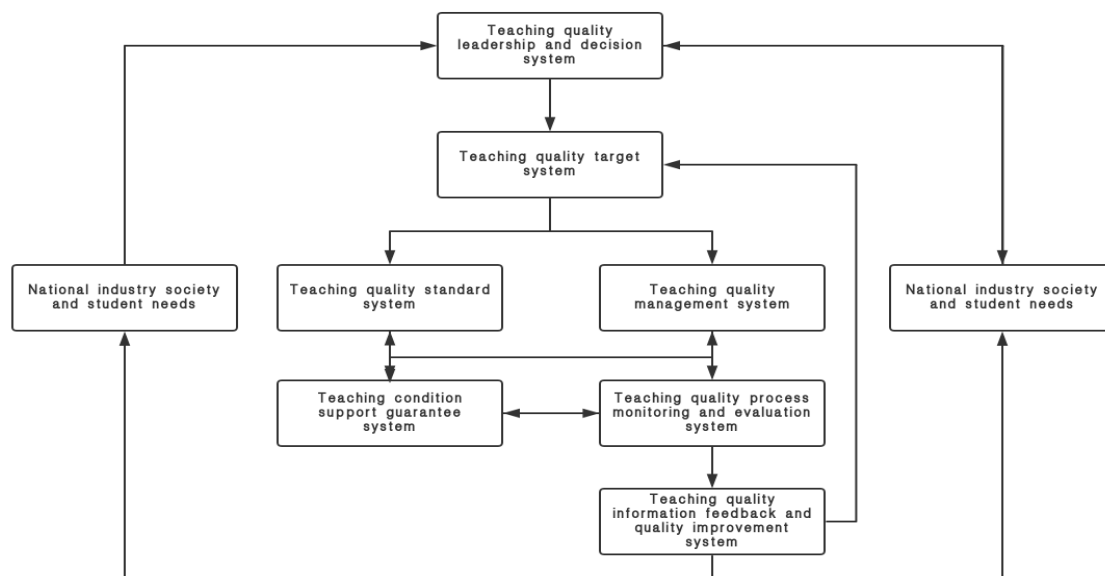 Teaching quality
leadership and decision
system
Teaching quality target
system
National industry society
and student needs
Teaching quality standard
system
Teaching quality
management system
National industry society
and student needs
Teaching condition
support guarantee
system
Teaching quality process
monitoring and evaluation
system
Teaching quality
information feedback and
quality improvement
system